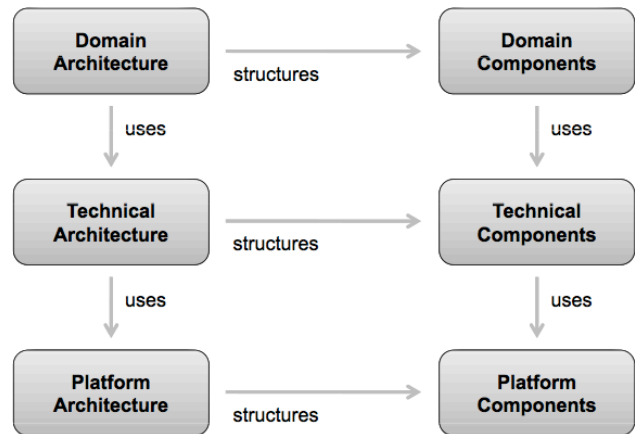 Domain
Architecture
structures
Domain
Components
uses
uses
Technical
Architecture
structures
Technical
Components
uses
uses
Platform
Architecture
structures
Platform
Components